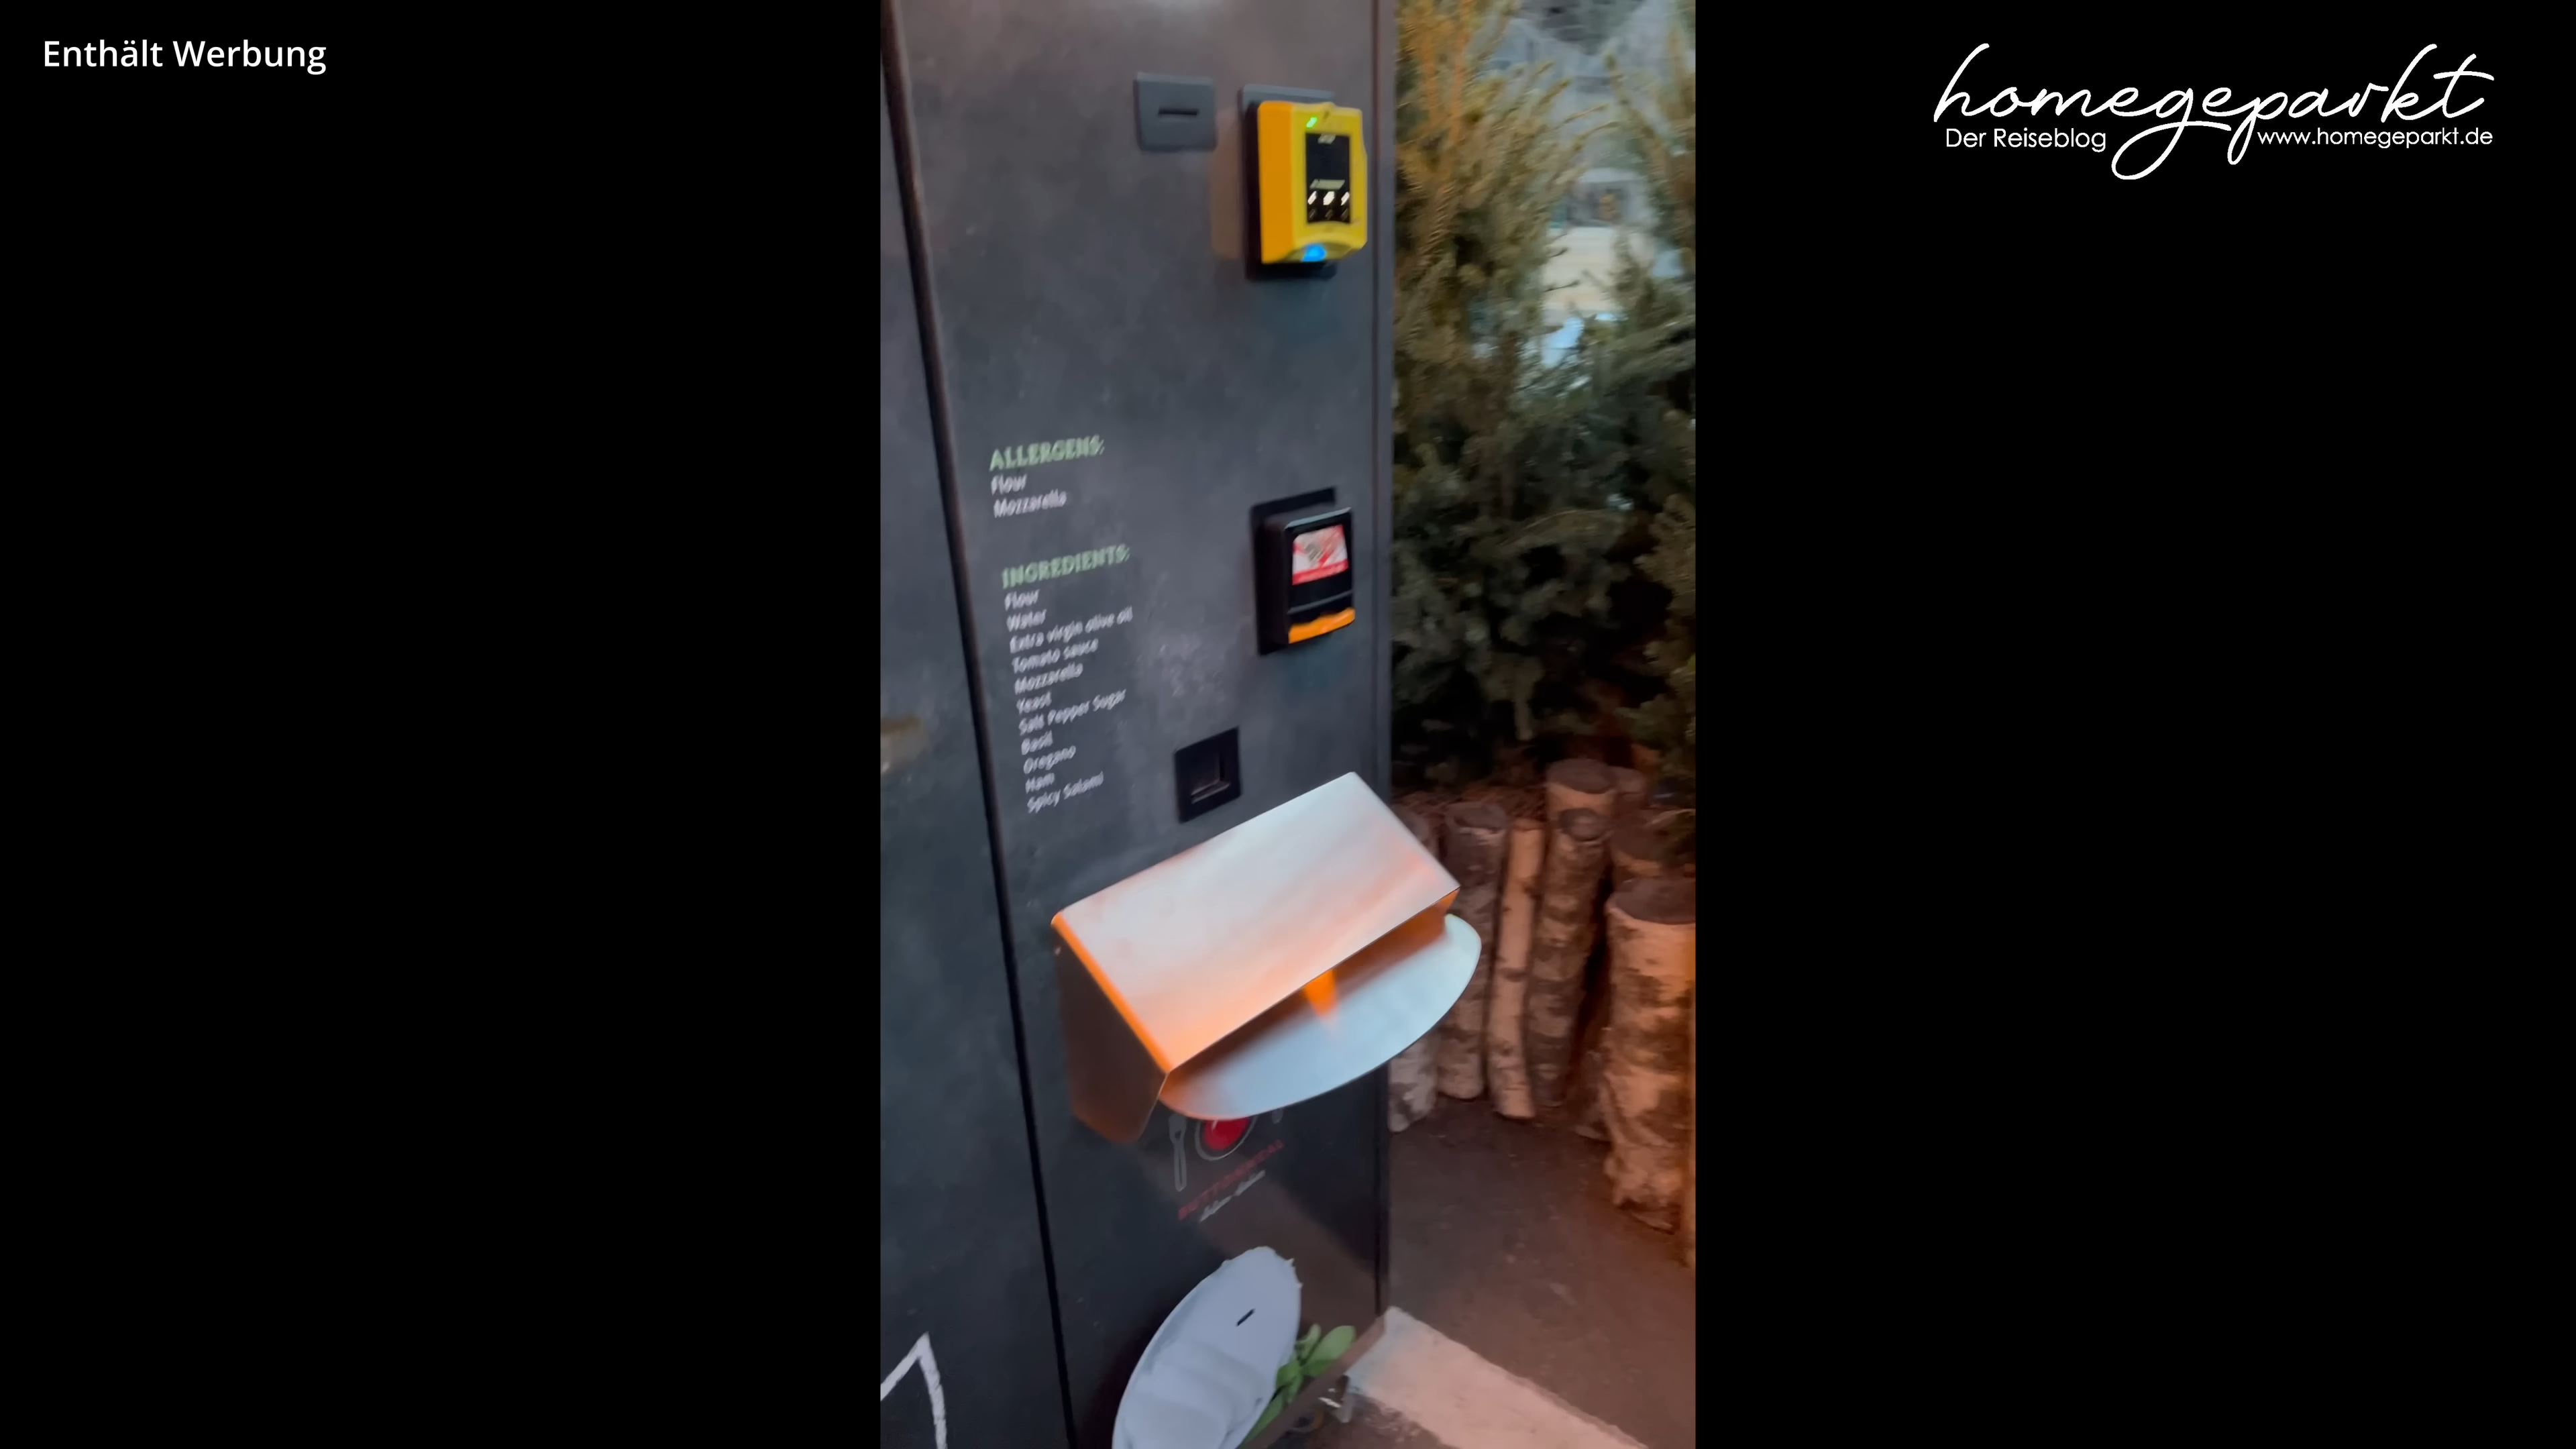 Enthält Werbung
homegeparkt
Der Reiseblog
www.homegeparkt.de
ALLERGENS:
Flour
Mozzarella
INGREDIENTS:
Flour
Water
Extra virgin olive oil
Tomato sauce
Mozzarella
Yeast
Salt Pepper Sugar
Basil
Oregano
Ham
Spicy Salami